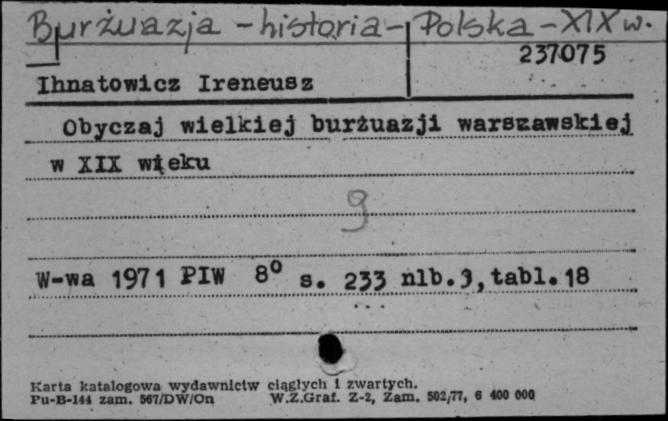 Burżuazja - historia - Polska - XIX w.
237075
Ihnatowicz Ireneusz
Obyczaj wielkiej burżuazji warszawskiej
w XIX wieku
9
W-wa 1971 PIW 8° s. 233 nlb.3, tabl.18
Karta katalogowa wydawnictw ciągłych i zwartych.
Pu-B-144 zam. 567/DW/On W.Z.Graf. Z-2, Zam. 502/77, 6 400 000